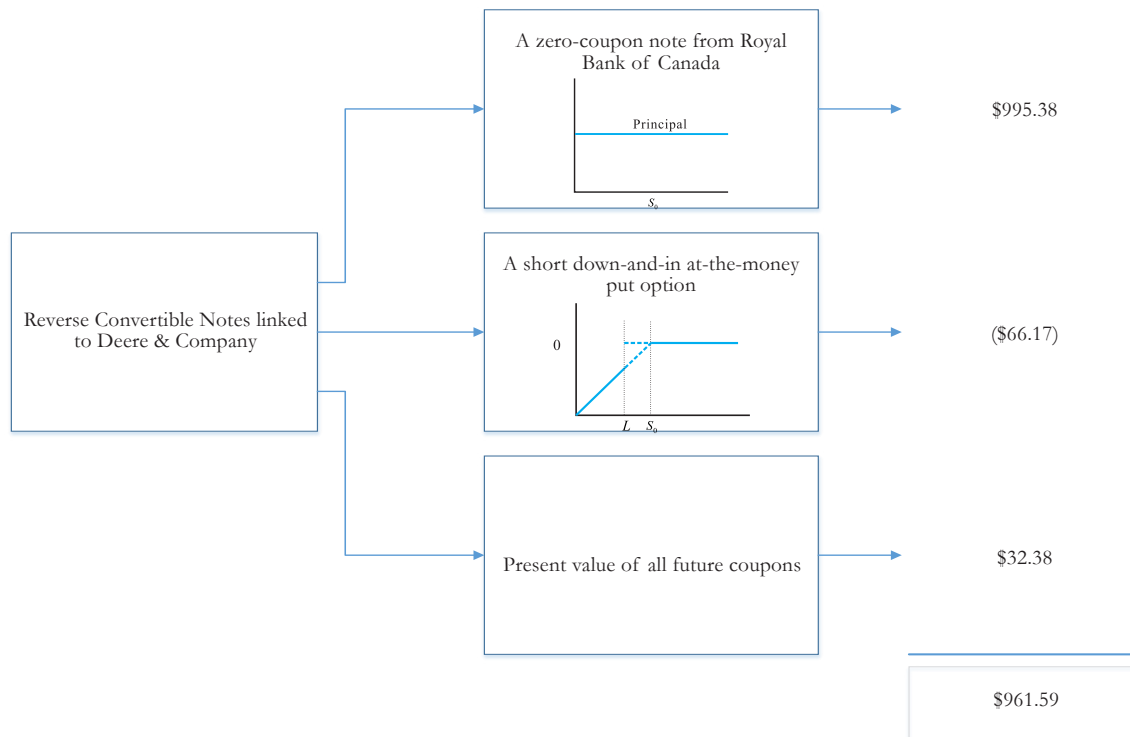 A zero-coupon note from Royal
Bank of Canada
Principal
S₀
$995.38
Reverse Convertible Notes linked
to Deere & Company
A short down-and-in at-the-money
put option
0
L S₀
($66.17)
Present value of all future coupons
$32.38
$961.59